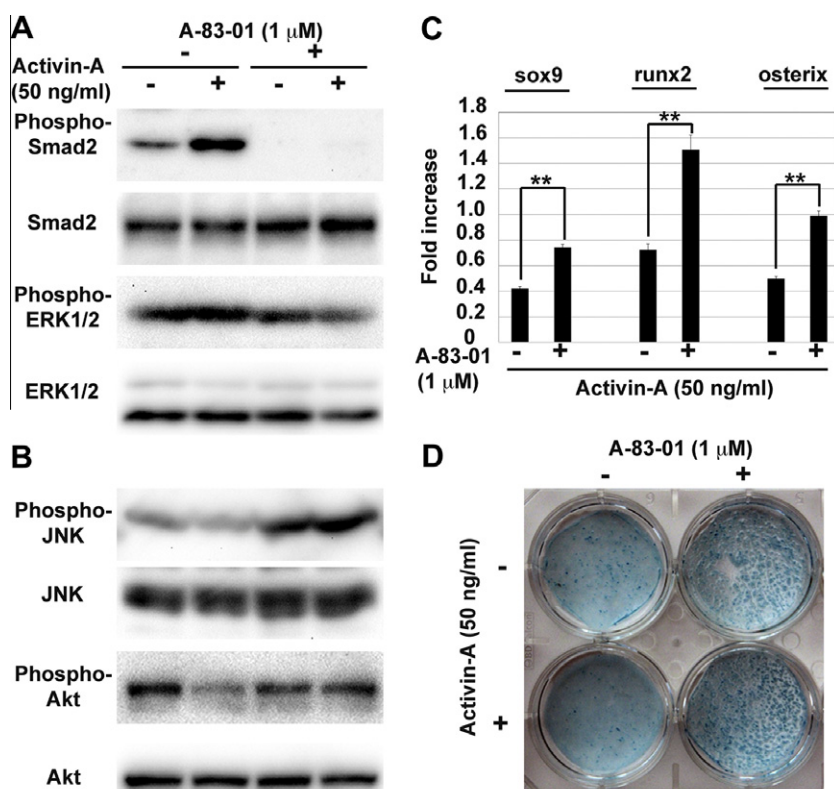 A
A-83-01 (1 μM)
- +
Activin-A
(50 ng/ml)
- + - +
Phospho-
Smad2
Smad2
Phospho-
ERK1/2
ERK1/2
B
Phospho-
JNK
JNK
Phospho-
Akt
Akt
C
sox9 runx2 osterix
Fold increase
1.8
1.6
1.4
1.2
1.0
0.8
0.6
0.4
0.2
0
** ** **
A-83-01
(1 μM)
- + - + - +
Activin-A (50 ng/ml)
D
A-83-01 (1 μM)
- +
Activin-A (50 ng/ml)
-
+